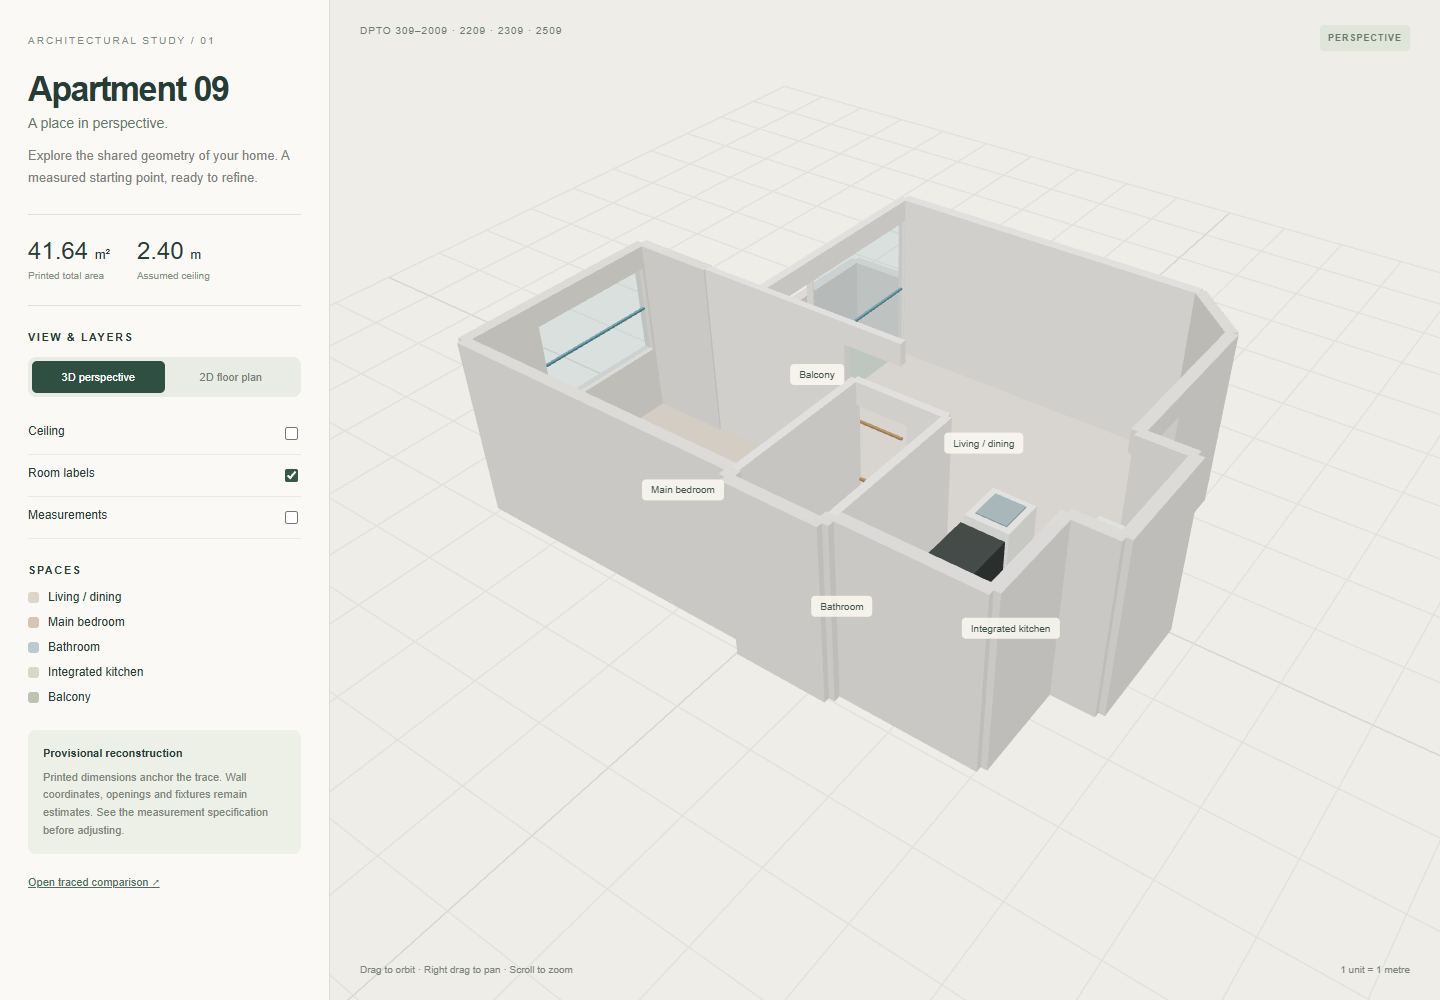 ARCHITECTURAL STUDY / 01
Apartment 09
A place in perspective.
Explore the shared geometry of your home. A
measured starting point, ready to refine.
41.64 m²
Printed total area
2.40 m
Assumed ceiling
VIEW & LAYERS
3D perspective
2D floor plan
Ceiling
Room labels
Measurements
SPACES
Living / dining
Main bedroom
Bathroom
Integrated kitchen
Balcony
Provisional reconstruction
Printed dimensions anchor the trace. Wall
coordinates, openings and fixtures remain
estimates. See the measurement specification
before adjusting.
Open traced comparison ↗
DPTO 309–2009 · 2209 · 2309 · 2509
PERSPECTIVE
Balcony
Living / dining
Main bedroom
Bathroom
Integrated kitchen
Drag to orbit · Right drag to pan · Scroll to zoom
1 unit = 1 metre